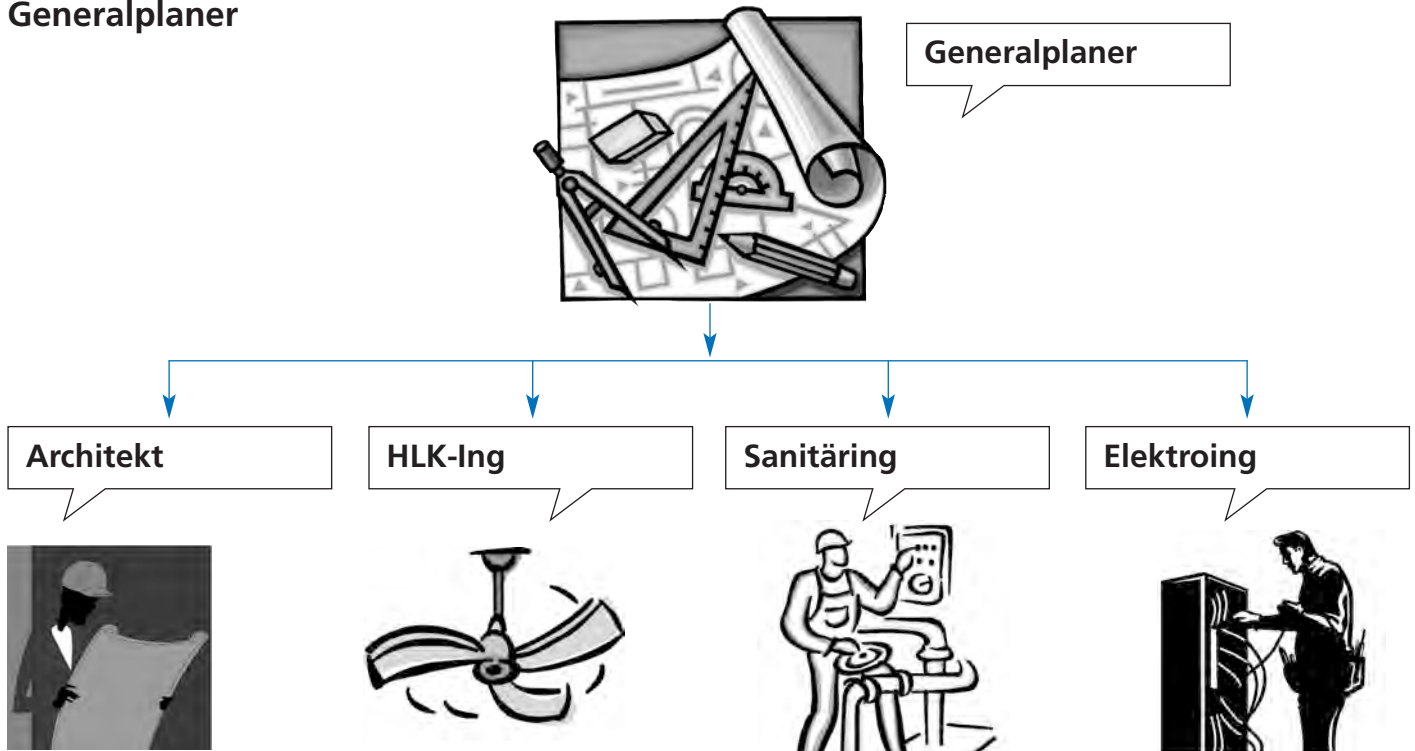 Generalplaner
Generalplaner
Architekt
HLK-Ing
Sanitäring
Elektroing